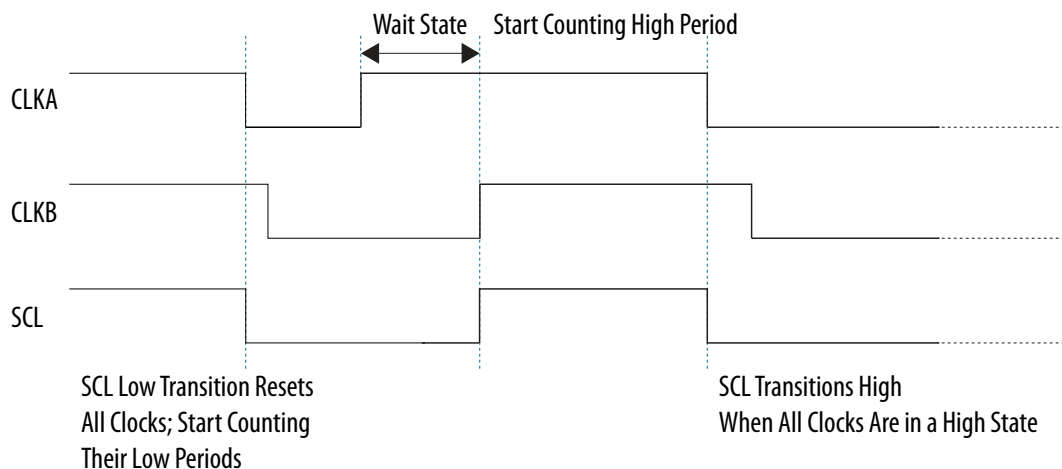 Wait State
Start Counting High Period
CLKA
CLKB
SCL
SCL Low Transition Resets
All Clocks; Start Counting
Their Low Periods
SCL Transitions High
When All Clocks Are in a High State